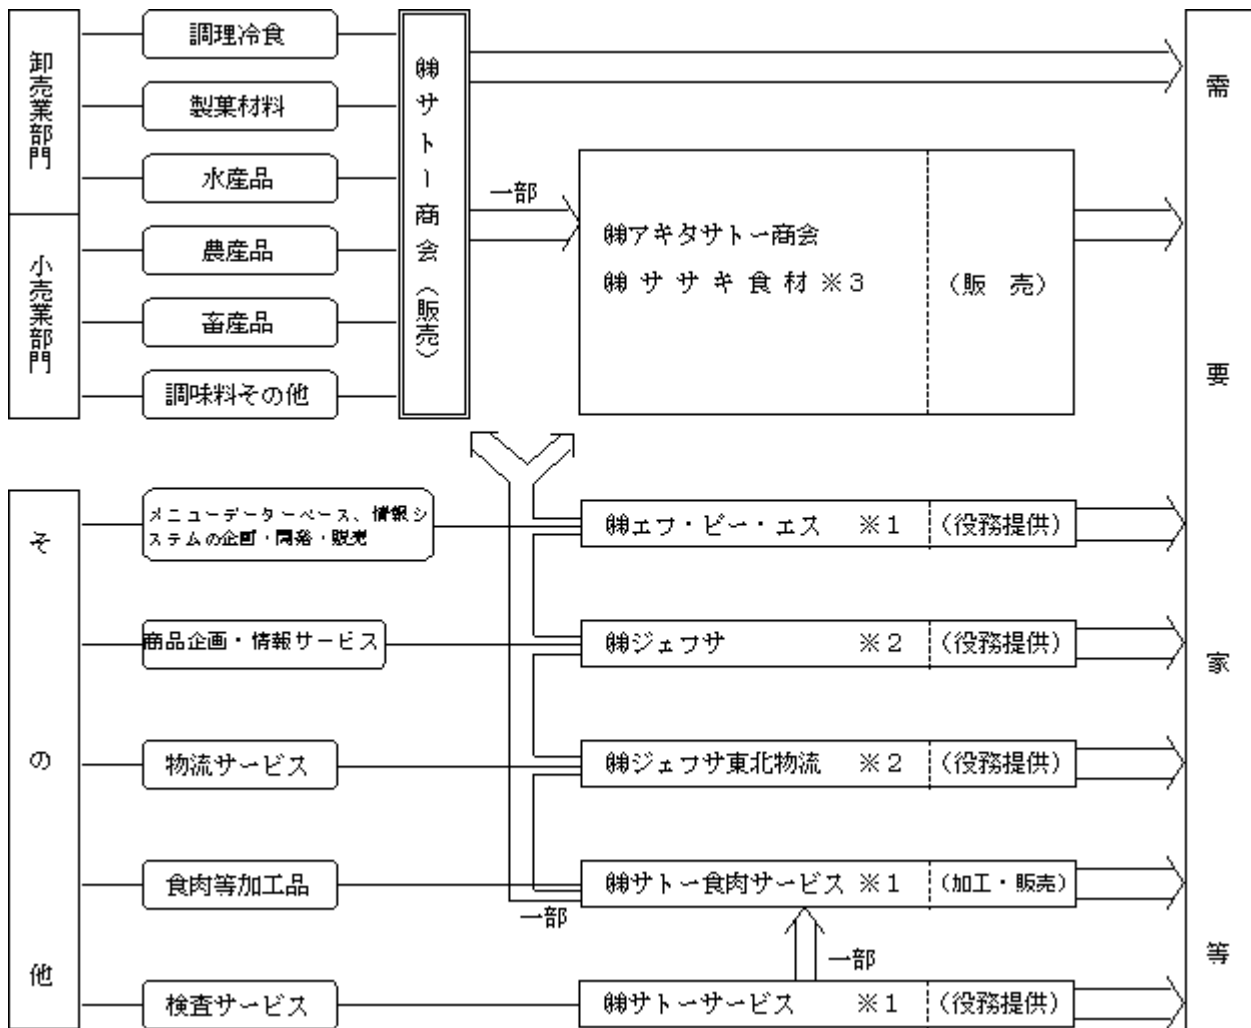 卸売業部門
小売業部門
調理冷食
製菓材料
水産品
農産品
畜産品
調味料その他
㈱サトー商会（販売）
一部
㈱アキタサトー商会
㈱ササキ食材※３
（販　売）
需要家等
その他
メニューデーターベース、情報シ
ステムの企画・開発・販売
㈱エフ・ピー・エス　※１
（役務提供）
商品企画・情報サービス
㈱ジェフサ　※２
（役務提供）
物流サービス
㈱ジェフサ東北物流　※２
（役務提供）
食肉等加工品
㈱サトー食肉サービス ※１
（加工・販売）
一部
一部
検査サービス
㈱サトーサービス　※１
（役務提供）